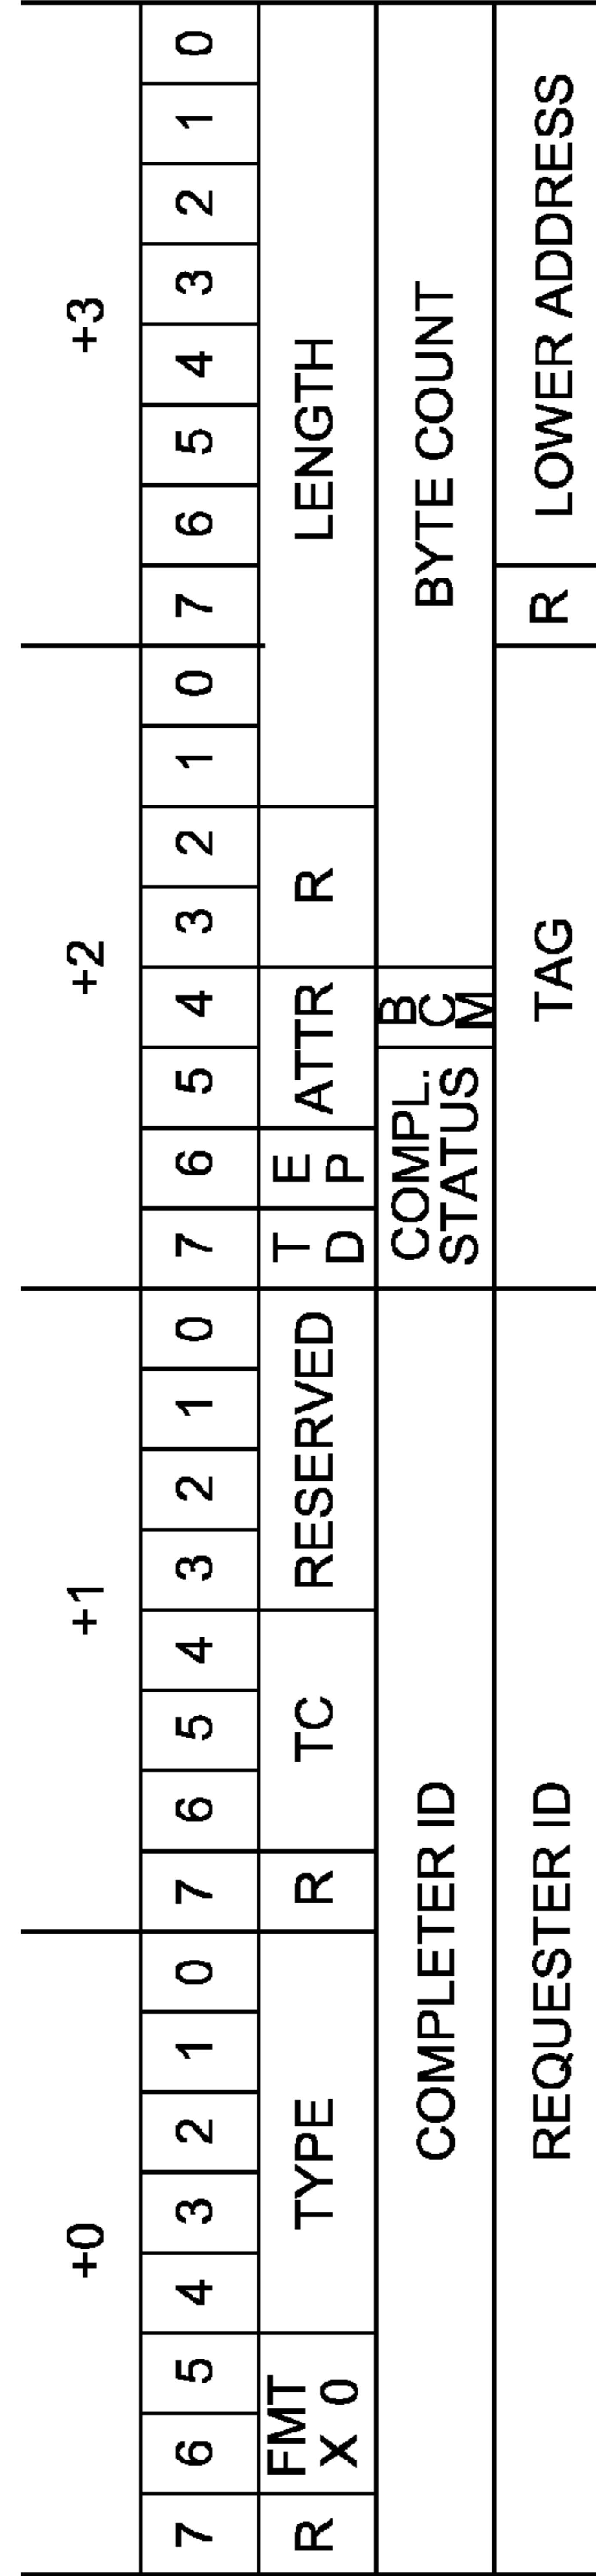 +0 +1 +2 +3
7 6 5 4 3 2 1 0 7 6 5 4 3 2 1 0 7 6 5 4 3 2 1 0 7 6 5 4 3 2 1 0
R FMT X 0 TYPE R TC RESERVED T D E P ATTR R LENGTH
COMPLETER ID COMPL. STATUS B C M BYTE COUNT
REQUESTER ID TAG R LOWER ADDRESS